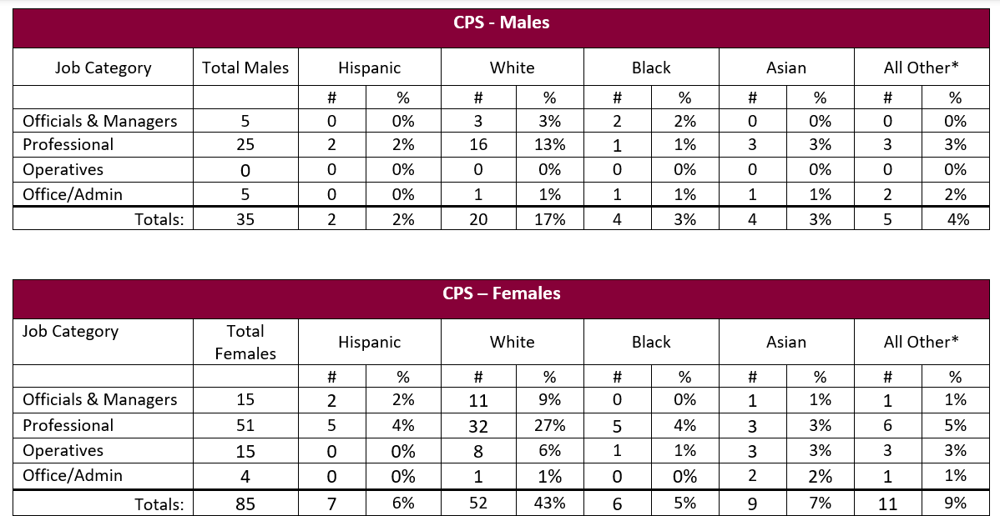 CPS - Males
Job Category Total Males Hispanic White Black Asian All Other*
# % # % # % # % # %
Officials & Managers 5 0 0% 3 3% 2 2% 0 0% 0 0%
Professional 25 2 2% 16 13% 1 1% 3 3% 3 3%
Operatives 0 0 0% 0 0% 0 0% 0 0% 0 0%
Office/Admin 5 0 0% 1 1% 1 1% 1 1% 2 2%
Totals: 35 2 2% 20 17% 4 3% 4 3% 5 4%
CPS – Females
Job Category Total Females Hispanic White Black Asian All Other*
# % # % # % # % # %
Officials & Managers 15 2 2% 11 9% 0 0% 1 1% 1 1%
Professional 51 5 4% 32 27% 5 4% 3 3% 6 5%
Operatives 15 0 0% 8 6% 1 1% 3 3% 3 3%
Office/Admin 4 0 0% 1 1% 0 0% 2 2% 1 1%
Totals: 85 7 6% 52 43% 6 5% 9 7% 11 9%